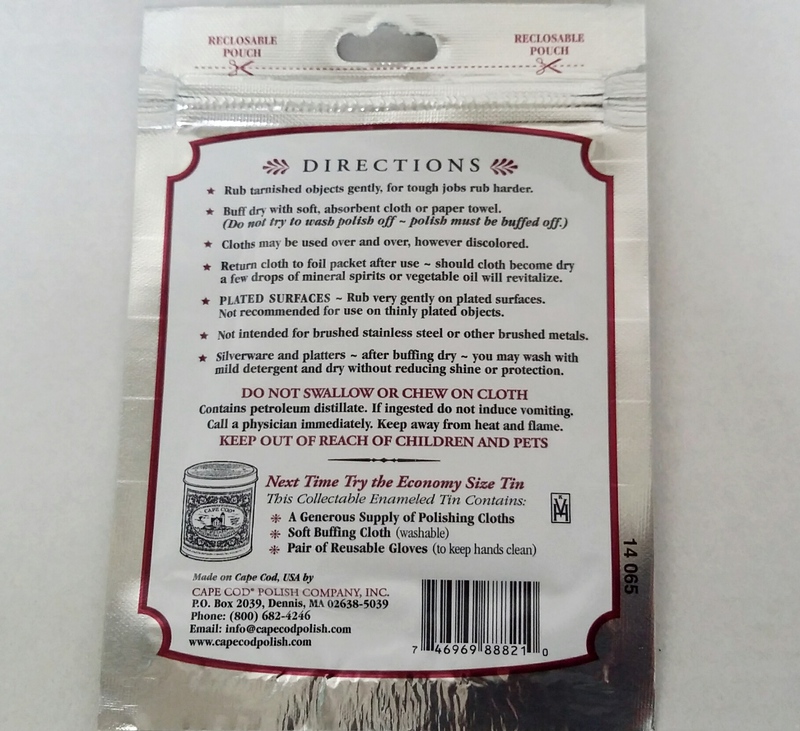 RECLOSABLE
POUCH
RECLOSABLE
POUCH
DIRECTIONS
★ Rub tarnished objects gently, for tough jobs rub harder.
★ Buff dry with soft, absorbent cloth or paper towel.
(Do not try to wash polish off ~ polish must be buffed off.)
★ Cloths may be used over and over, however discolored.
★ Return cloth to foil packet after use ~ should cloth become dry
a few drops of mineral spirits or vegetable oil will revitalize.
★ PLATED SURFACES ~ Rub very gently on plated surfaces.
Not recommended for use on thinly plated objects.
★ Not intended for brushed stainless steel or other brushed metals.
★ Silverware and platters ~ after buffing dry ~ you may wash with
mild detergent and dry without reducing shine or protection.
DO NOT SWALLOW OR CHEW ON CLOTH
Contains petroleum distillate. If ingested do not induce vomiting.
Call a physician immediately. Keep away from heat and flame.
KEEP OUT OF REACH OF CHILDREN AND PETS
Next Time Try the Economy Size Tin
This Collectable Enameled Tin Contains:
A Generous Supply of Polishing Cloths
Soft Buffing Cloth (washable)
Pair of Reusable Gloves (to keep hands clean)
CAPE COD
Made on Cape Cod, USA by
CAPE COD® POLISH COMPANY, INC.
P.O. Box 2039, Dennis, MA 02638-5039
Phone: (800) 682-4246
Email: info@capecodpolish.com
www.capecodpolish.com
7 46969 88821 0
14 065